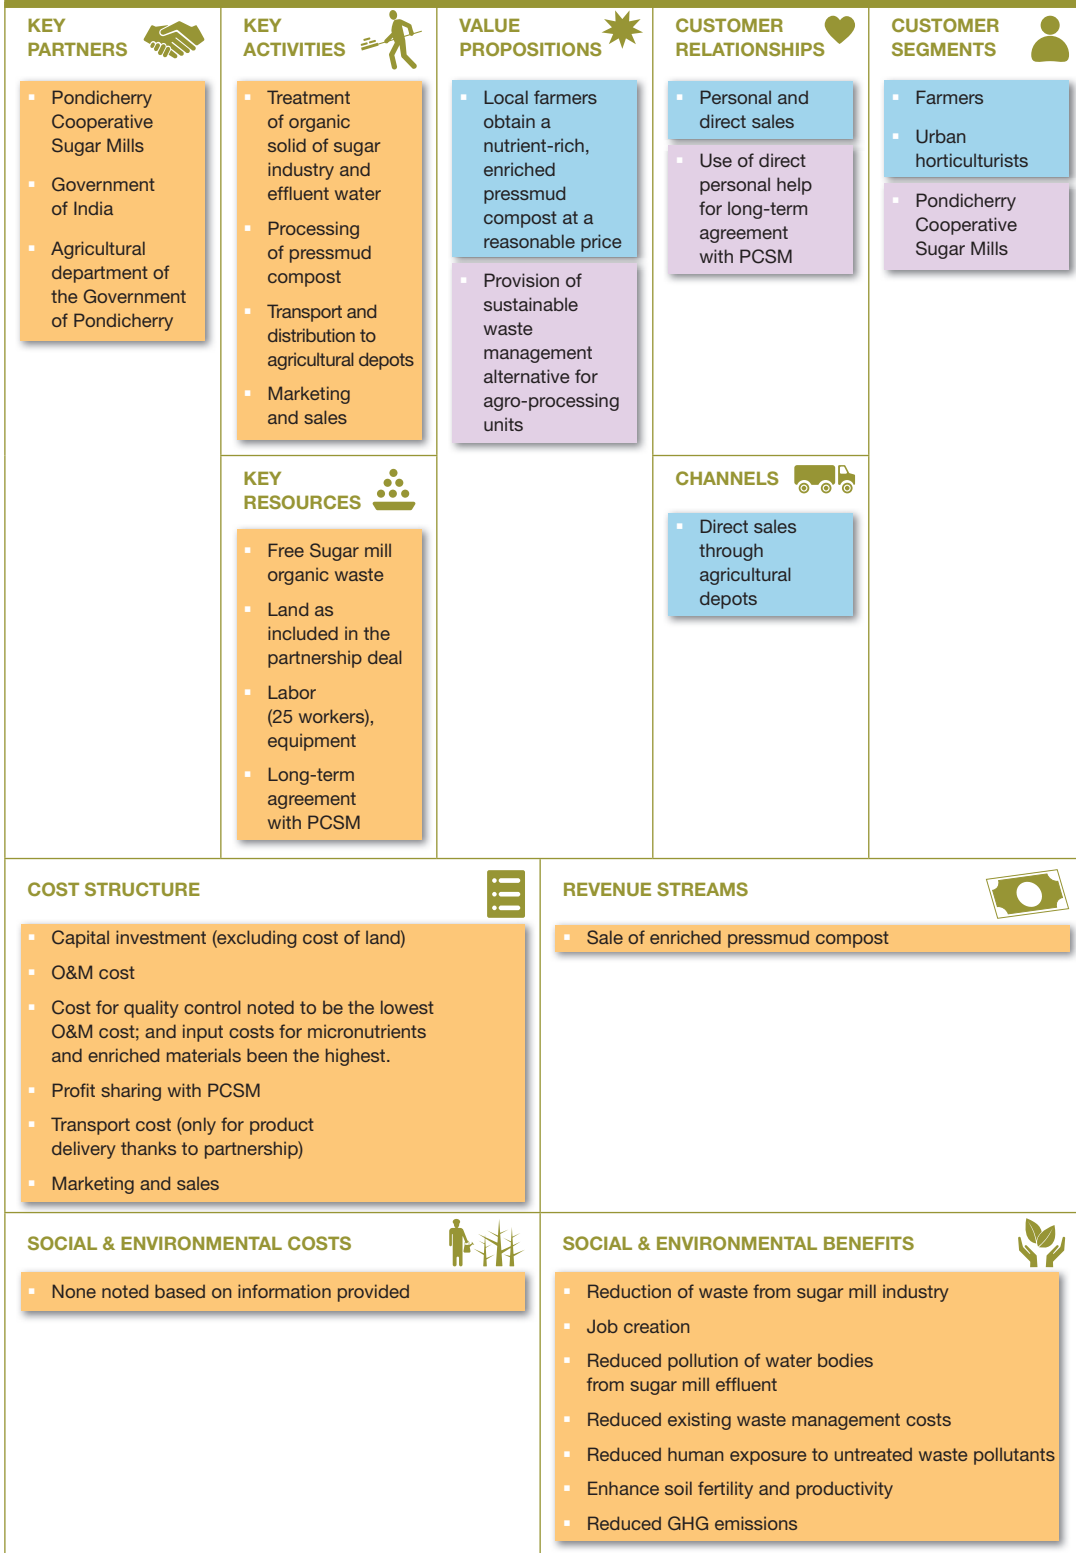 KEY
PARTNERS
Pondicherry
Cooperative
Sugar Mills
Government
of India
Agricultural
department of
the Government
of Pondicherry
KEY
ACTIVITIES
Treatment
of organic
solid of sugar
industry and
effluent water
Processing
of pressmud
compost
Transport and
distribution to
agricultural depots
Marketing
and sales
KEY
RESOURCES
Free Sugar mill
organic waste
Land as
included in the
partnership deal
Labor
(25 workers),
equipment
Long-term
agreement
with PCSM
VALUE
PROPOSITIONS
Local farmers
obtain a
nutrient-rich,
enriched
pressmud
compost at a
reasonable price
Provision of
sustainable
waste
management
alternative for
agro-processing
units
CUSTOMER
RELATIONSHIPS
Personal and
direct sales
Use of direct
personal help
for long-term
agreement
with PCSM
CHANNELS
Direct sales
through
agricultural
depots
CUSTOMER
SEGMENTS
Farmers
Urban
horticulturists
Pondicherry
Cooperative
Sugar Mills
COST STRUCTURE
Capital investment (excluding cost of land)
O&M cost
Cost for quality control noted to be the lowest
O&M cost; and input costs for micronutrients
and enriched materials been the highest.
Profit sharing with PCSM
Transport cost (only for product
delivery thanks to partnership)
Marketing and sales
REVENUE STREAMS
Sale of enriched pressmud compost
SOCIAL & ENVIRONMENTAL COSTS
None noted based on information provided
SOCIAL & ENVIRONMENTAL BENEFITS
Reduction of waste from sugar mill industry
Job creation
Reduced pollution of water bodies
from sugar mill effluent
Reduced existing waste management costs
Reduced human exposure to untreated waste pollutants
Enhance soil fertility and productivity
Reduced GHG emissions